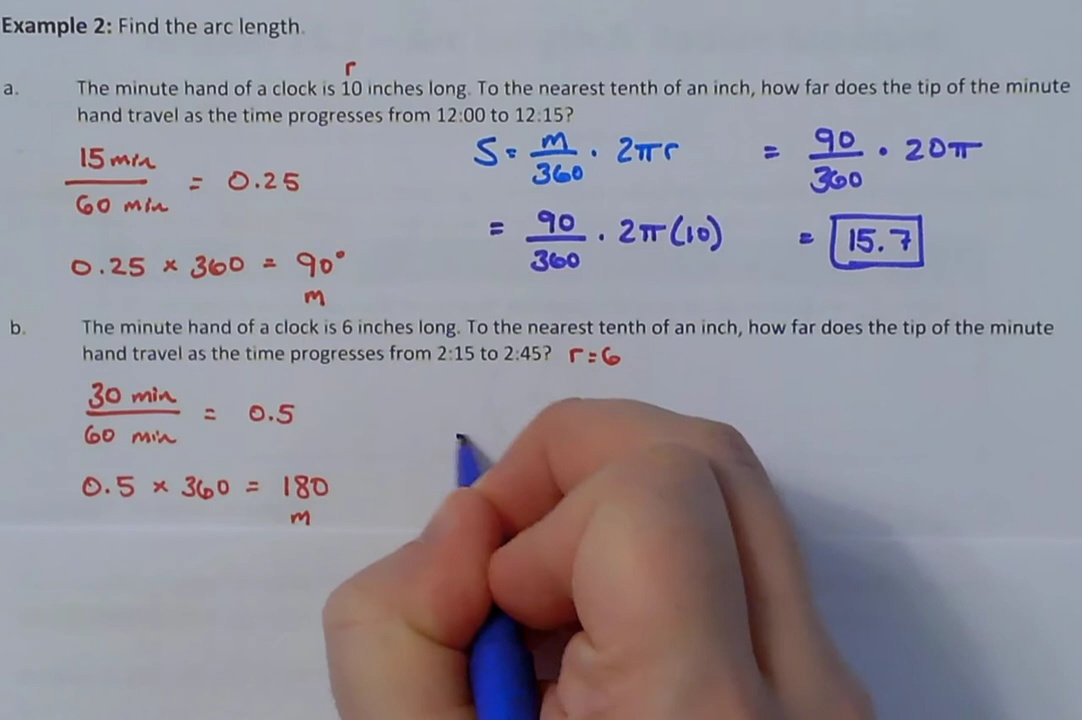 Example 2: Find the arc length.
r
a. The minute hand of a clock is 10 inches long. To the nearest tenth of an inch, how far does the tip of the minute
hand travel as the time progresses from 12:00 to 12:15?
15 min / 60 min = 0.25
0.25 × 360 = 90°
m
S = m/360 · 2πr
= 90/360 · 2π(10)
= 90/360 · 20π
= 15.7
b. The minute hand of a clock is 6 inches long. To the nearest tenth of an inch, how far does the tip of the minute
hand travel as the time progresses from 2:15 to 2:45? r=6
30 min / 60 min = 0.5
0.5 × 360 = 180
m